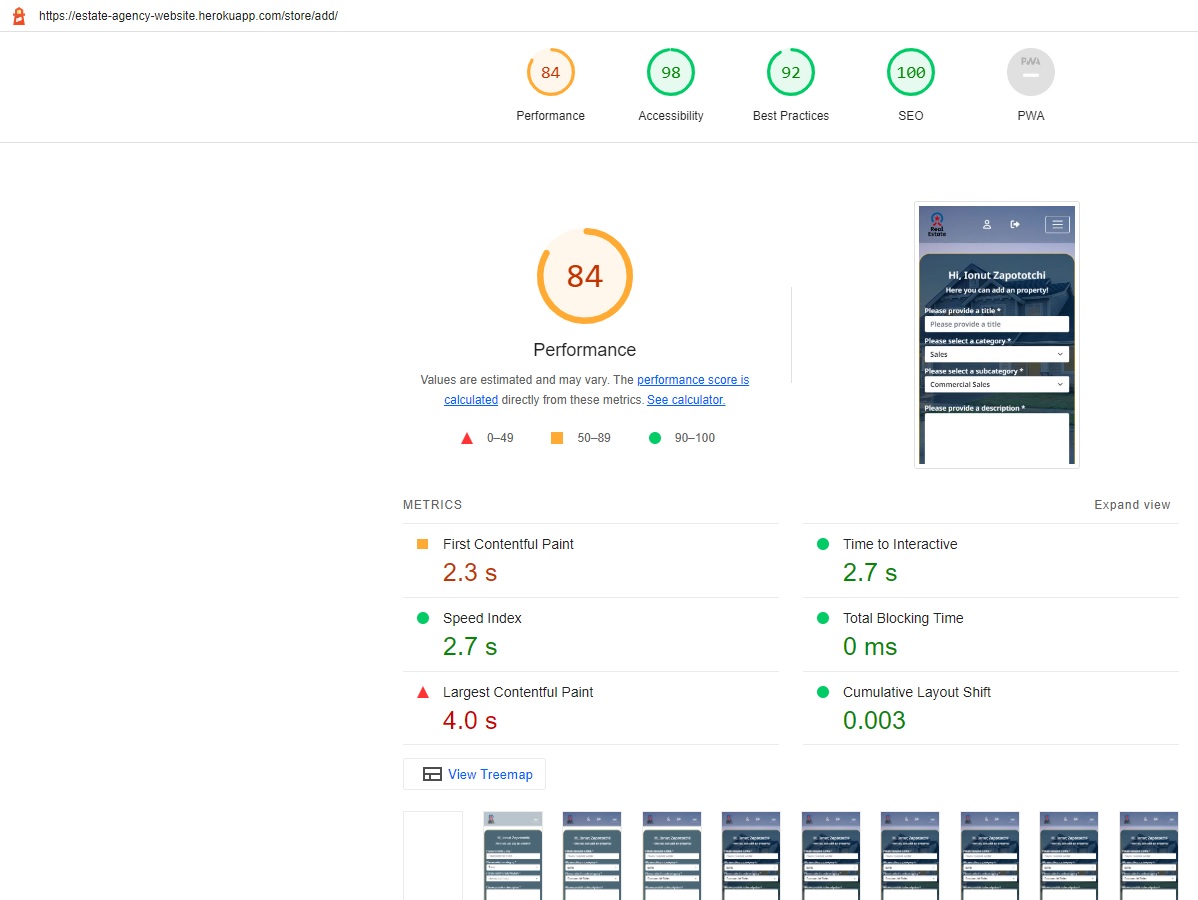 https://estate-agency-website.herokuapp.com/store/add/
84
98
92
100
PWA
Performance
Accessibility
Best Practices
SEO
PWA
84
Performance
Values are estimated and may vary. The performance score is
calculated directly from these metrics. See calculator.
0–49
50–89
90–100
Real
Estate
Hi, Ionut Zapototchi
Here you can add an property!
Please provide a title *
Please provide a title
Please select a category *
Sales
Please select a subcategory *
Commercial Sales
Please provide a description *
METRICS
Expand view
First Contentful Paint
2.3 s
Time to Interactive
2.7 s
Speed Index
2.7 s
Total Blocking Time
0 ms
Largest Contentful Paint
4.0 s
Cumulative Layout Shift
0.003
View Treemap